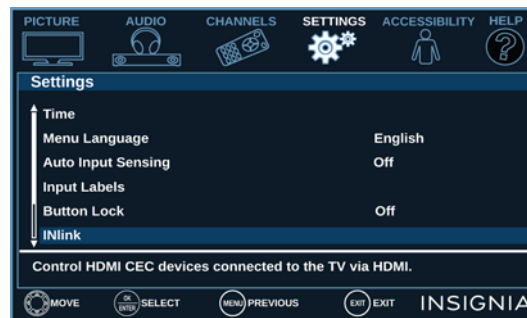 PICTURE AUDIO CHANNELS SETTINGS ACCESSIBILITY HELP
Settings
Time
Menu Language English
Auto Input Sensing Off
Input Labels
Button Lock Off
INlink
Control HDMI CEC devices connected to the TV via HDMI.
MOVE OK ENTER SELECT MENU PREVIOUS EXIT EXIT INSIGNIA